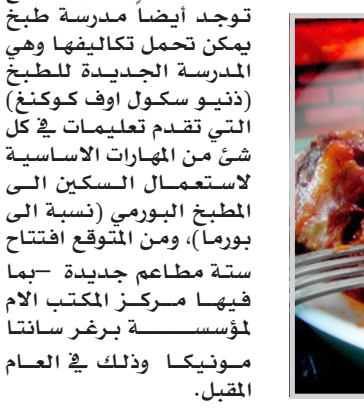 توجد أيضاً مدرسة طبخ
يمكن تحمل تكاليفها وهي
المدرسة الجديدة للطبخ
(ذنيو سكول اوف كوكنغ)
التي تقدم تعليمات في كل
شئ من المهارات الاساسية
لاستعمال السكين الى
المطبخ البورمي (نسبة الى
بورما)، ومن المتوقع افتتاح
ستة مطاعم جديدة –بما
فيها مركز المكتب الام
لمؤسسة برغر سانتا
مونيكا وذلك في العام
المقبل.